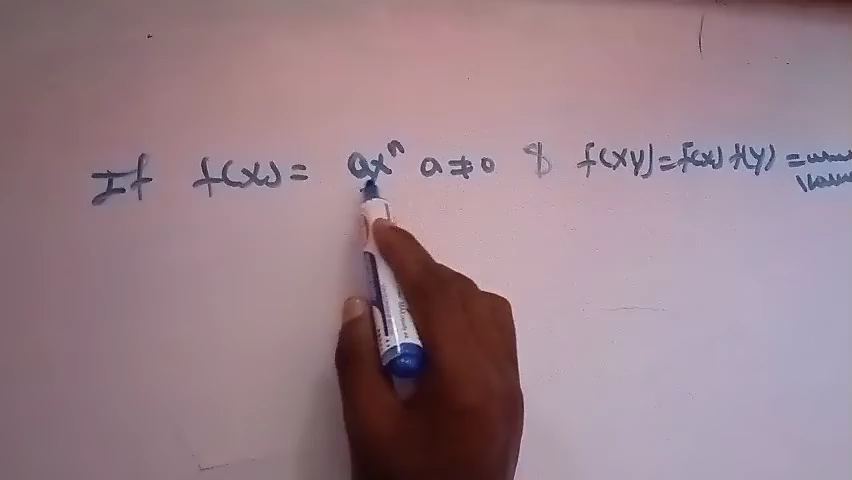 If f(x) = ax^n a ≠ 0 & f(xy) = f(x) f(y) =